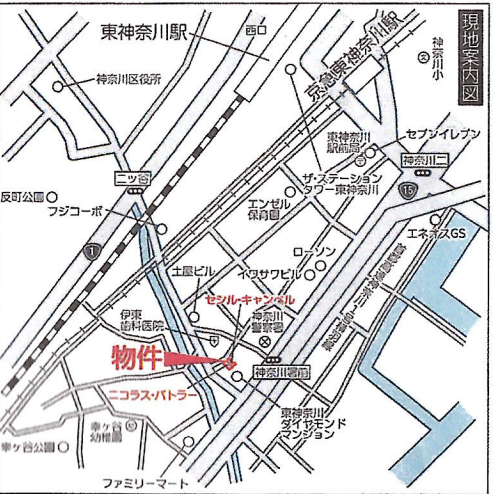 現地案内図
東神奈川駅
西口
京急東神奈川駅
神奈川小
神奈川区役所
東神奈川
駅前局
セブンイレブン
神奈川二
ザ・ステーション
タワー東神奈川
15
二ッ谷
反町公園
フジコーポ
エンゼル
保育園
エネイスGS
1
土屋ビル
イワサワビル
ローソン
セシル・キャンベル
伊東
歯科医院
神奈川
警察署
物件
神奈川署前
ニコラス・バトラー
東神奈川
ダイヤモンド
マンション
幸ヶ谷
幼稚園
幸ヶ谷公園
ファミリーマート